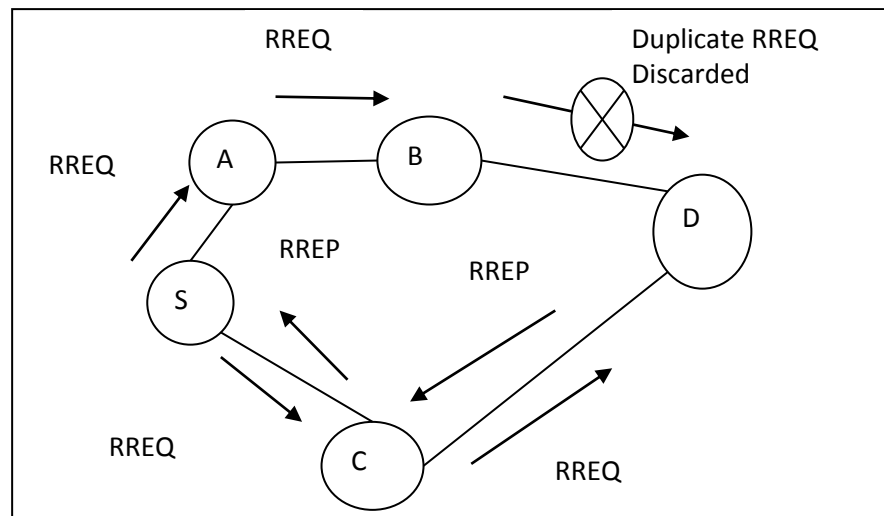 RREQ
Duplicate RREQ
Discarded
RREQ
A
B
D
RREP
RREP
S
RREQ
C
RREQ